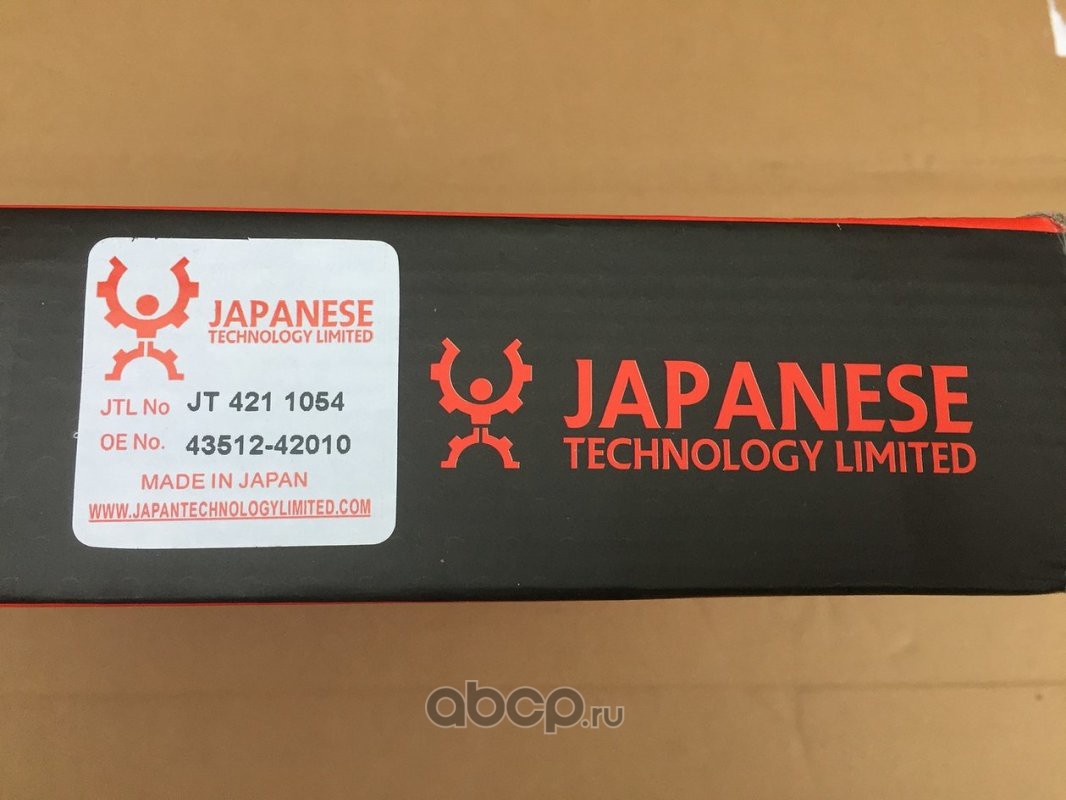 JAPANESE
TECHNOLOGY LIMITED
JTL No JT 421 1054
OE No. 43512-42010
MADE IN JAPAN
WWW.JAPANTECHNOLOGYLIMITED.COM
JAPANESE
TECHNOLOGY LIMITED
abcp.ru